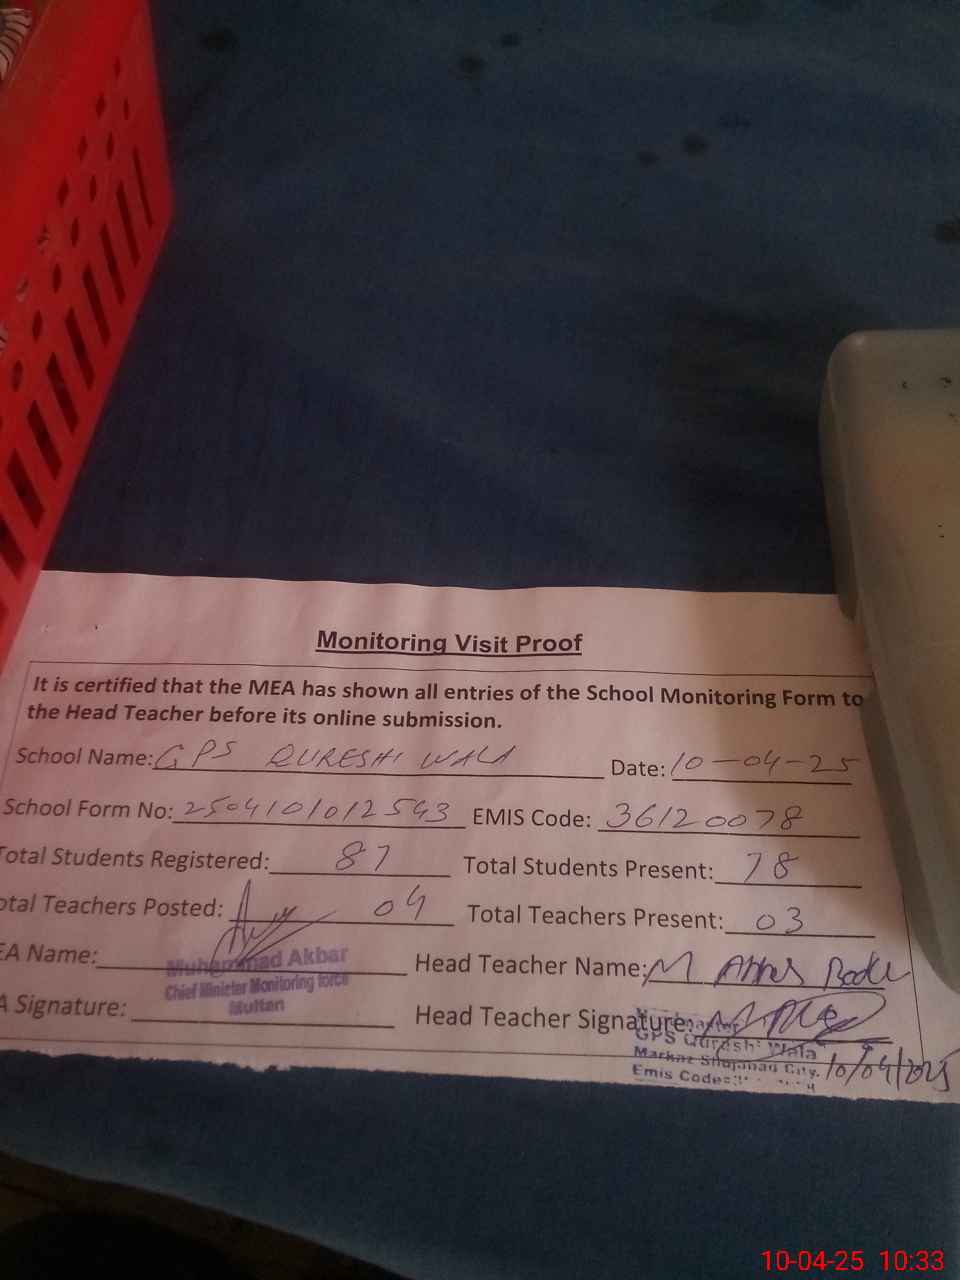 Monitoring Visit Proof
It is certified that the MEA has shown all entries of the School Monitoring Form to
the Head Teacher before its online submission.
School Name: GPS QURESHI WALA Date: 10-04-25
School Form No: 2504101012543 EMIS Code: 36120078
Total Students Registered: 87 Total Students Present: 78
otal Teachers Posted: 04 Total Teachers Present: 03
EA Name: Head Teacher Name: M Abbas
Muhammad Akbar
Chief Minister Monitoring force
Multan
A Signature: Head Teacher Signature:
GPS Qureshi Wala
Markaz Shujabad City.
Emis Code
10/04/2025
10-04-25 10:33